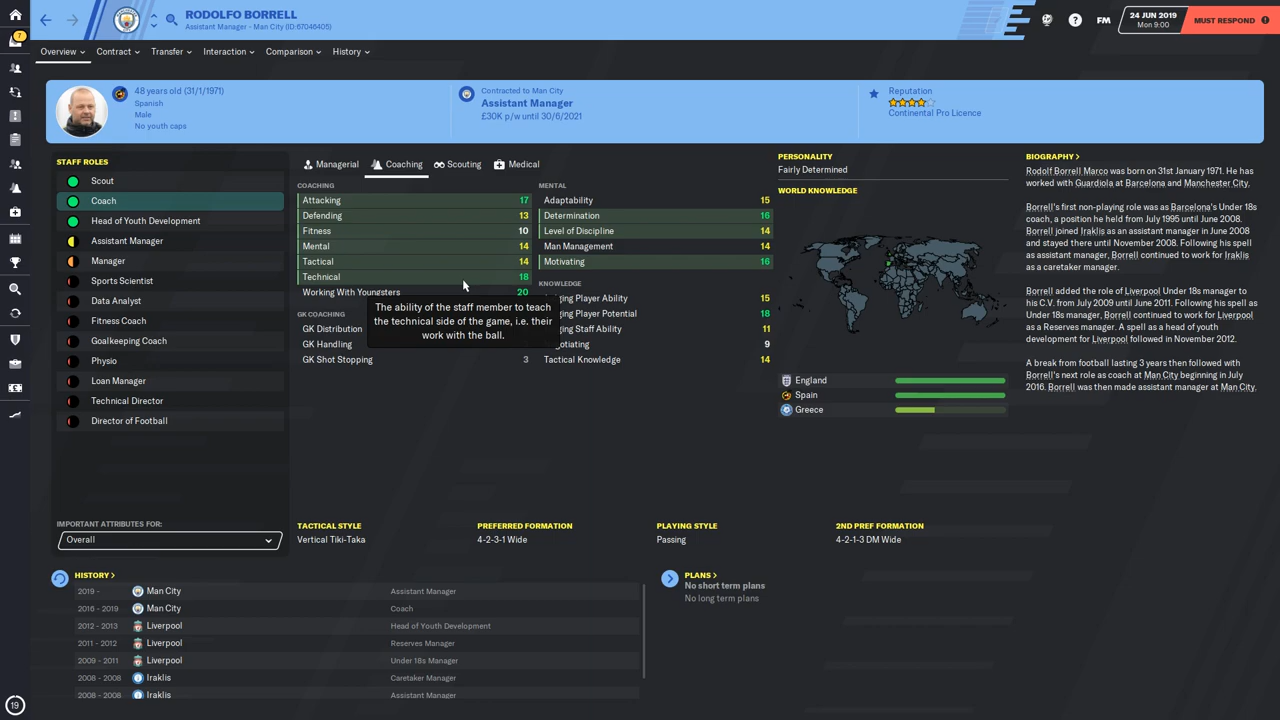 RODOLFO BORRELL
Assistant Manager - Man City (ID:67046405)
7
FM
24 JUN 2019
Mon 9:00
MUST RESPOND
Overview
Contract
Transfer
Interaction
Comparison
History
48 years old (31/1/1971)
Spanish
Male
No youth caps
Contracted to Man City
Assistant Manager
£30K p/w until 30/6/2021
Reputation
Continental Pro Licence
STAFF ROLES
Scout
Coach
Head of Youth Development
Assistant Manager
Manager
Sports Scientist
Data Analyst
Fitness Coach
Goalkeeping Coach
Physio
Loan Manager
Technical Director
Director of Football
IMPORTANT ATTRIBUTES FOR:
Overall
Managerial
Coaching
Scouting
Medical
COACHING
Attacking 17
Defending 13
Fitness 10
Mental 14
Tactical 14
Technical 18
Working With Youngsters 20
GK COACHING
GK Distribution
GK Handling
GK Shot Stopping 3
The ability of the staff member to teach
the technical side of the game, i.e. their
work with the ball.
MENTAL
Adaptability 15
Determination 16
Level of Discipline 14
Man Management 14
Motivating 16
KNOWLEDGE
ging Player Ability 15
ging Player Potential 18
ging Staff Ability 11
otiating 9
Tactical Knowledge 14
PERSONALITY
Fairly Determined
WORLD KNOWLEDGE
England
Spain
Greece
BIOGRAPHY >
Rodolf Borrell Marco was born on 31st January 1971. He has
worked with Guardiola at Barcelona and Manchester City.
Borrell's first non-playing role was as Barcelona's Under 18s
coach, a position he held from July 1995 until June 2008.
Borrell joined Iraklis as an assistant manager in June 2008
and stayed there until November 2008. Following his spell
as assistant manager, Borrell continued to work for Iraklis
as a caretaker manager.
Borrell added the role of Liverpool Under 18s manager to
his C.V. from July 2009 until June 2011. Following his spell as
Under 18s manager, Borrell continued to work for Liverpool
as a Reserves manager. A spell as a head of youth
development for Liverpool followed in November 2012.
A break from football lasting 3 years then followed with
Borrell's next role as coach at Man City beginning in July
2016. Borrell was then made assistant manager at Man City.
TACTICAL STYLE
Vertical Tiki-Taka
PREFERRED FORMATION
4-2-3-1 Wide
PLAYING STYLE
Passing
2ND PREF FORMATION
4-2-1-3 DM Wide
HISTORY >
2019 - Man City Assistant Manager
2016 - 2019 Man City Coach
2012 - 2013 Liverpool Head of Youth Development
2011 - 2012 Liverpool Reserves Manager
2009 - 2011 Liverpool Under 18s Manager
2008 - 2008 Iraklis Caretaker Manager
2008 - 2008 Iraklis Assistant Manager
PLANS >
No short term plans
No long term plans
19